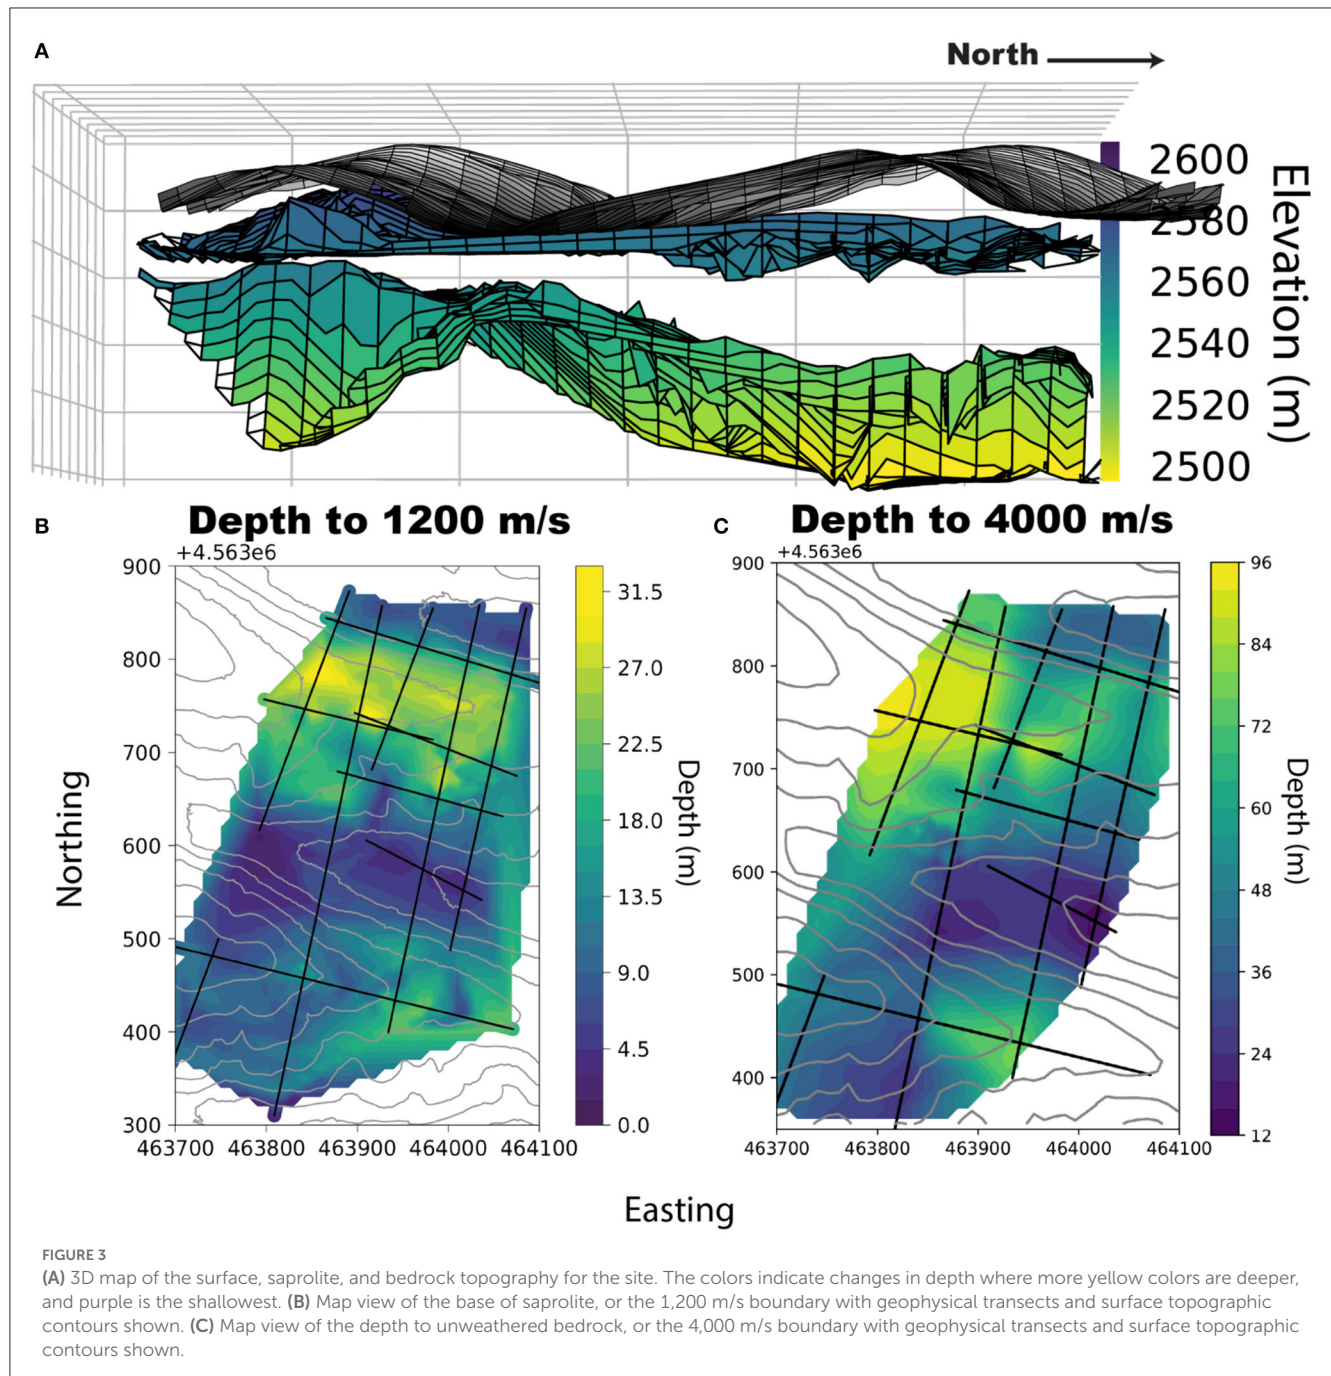 A
North
2600
2580
2560
2540
2520
2500
Elevation (m)
B
Depth to 1200 m/s
+4.563e6
900
800
700
600
500
400
300
463700 463800 463900 464000 464100
Northing
31.5
27.0
22.5
18.0
13.5
9.0
4.5
0.0
Depth (m)
C
Depth to 4000 m/s
+4.563e6
900
800
700
600
500
400
463700 463800 463900 464000 464100
96
84
72
60
48
36
24
12
Depth (m)
Easting
FIGURE 3
(A) 3D map of the surface, saprolite, and bedrock topography for the site. The colors indicate changes in depth where more yellow colors are deeper,
and purple is the shallowest. (B) Map view of the base of saprolite, or the 1,200 m/s boundary with geophysical transects and surface topographic
contours shown. (C) Map view of the depth to unweathered bedrock, or the 4,000 m/s boundary with geophysical transects and surface topographic
contours shown.